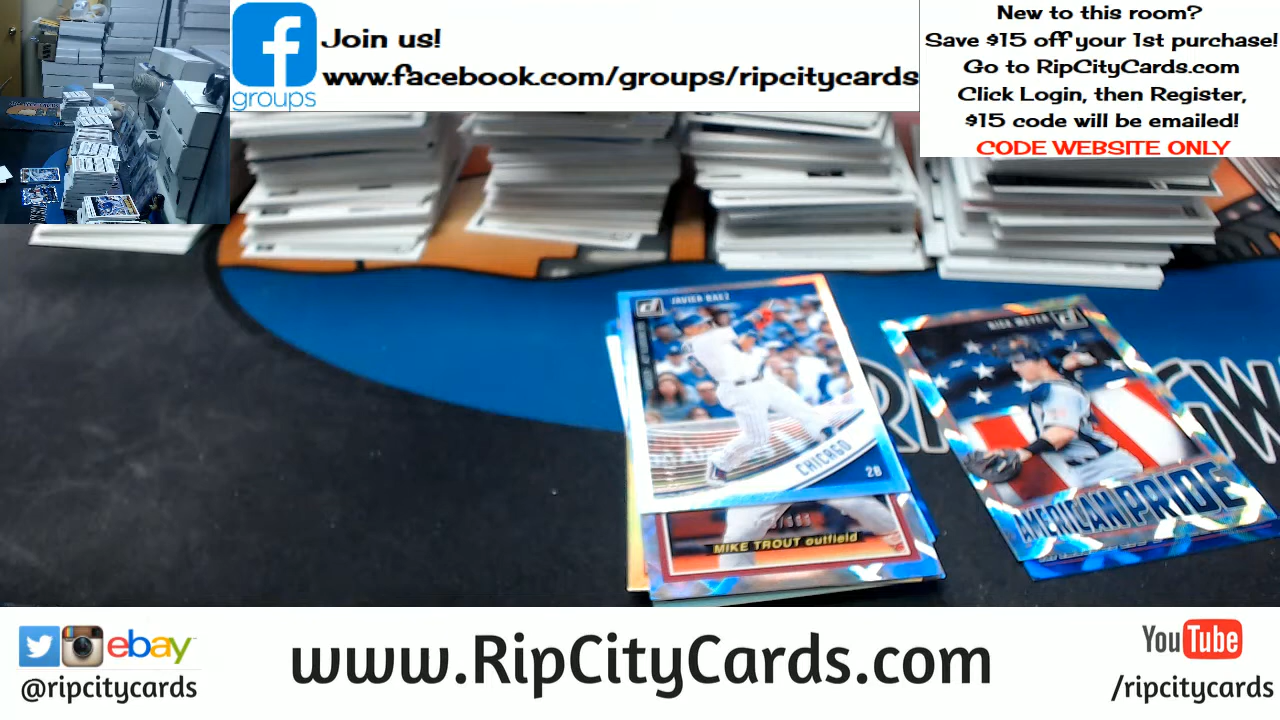 Join us!
www.facebook.com/groups/ripcitycards
groups
New to this room?
Save $15 off your 1st purchase!
Go to RipCityCards.com
Click Login, then Register,
$15 code will be emailed!
CODE WEBSITE ONLY
JAVIER BAEZ
CHICAGO
2B
MIKE TROUT outfield
AMERICAN PRIDE
ebay
@ripcitycards
www.RipCityCards.com
YouTube
/ripcitycards